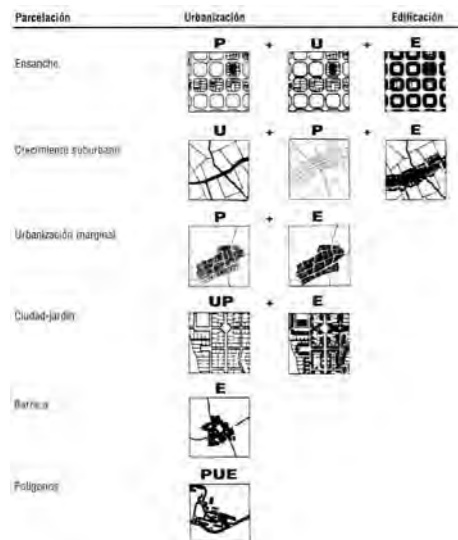 Parcelación Urbanización Edificación
P + U + E
Ensanche
U + P + E
Crecimiento suburbano
P + E
Urbanización marginal
UP + E
Ciudad-jardín
E
Barraca
PUE
Polígonos